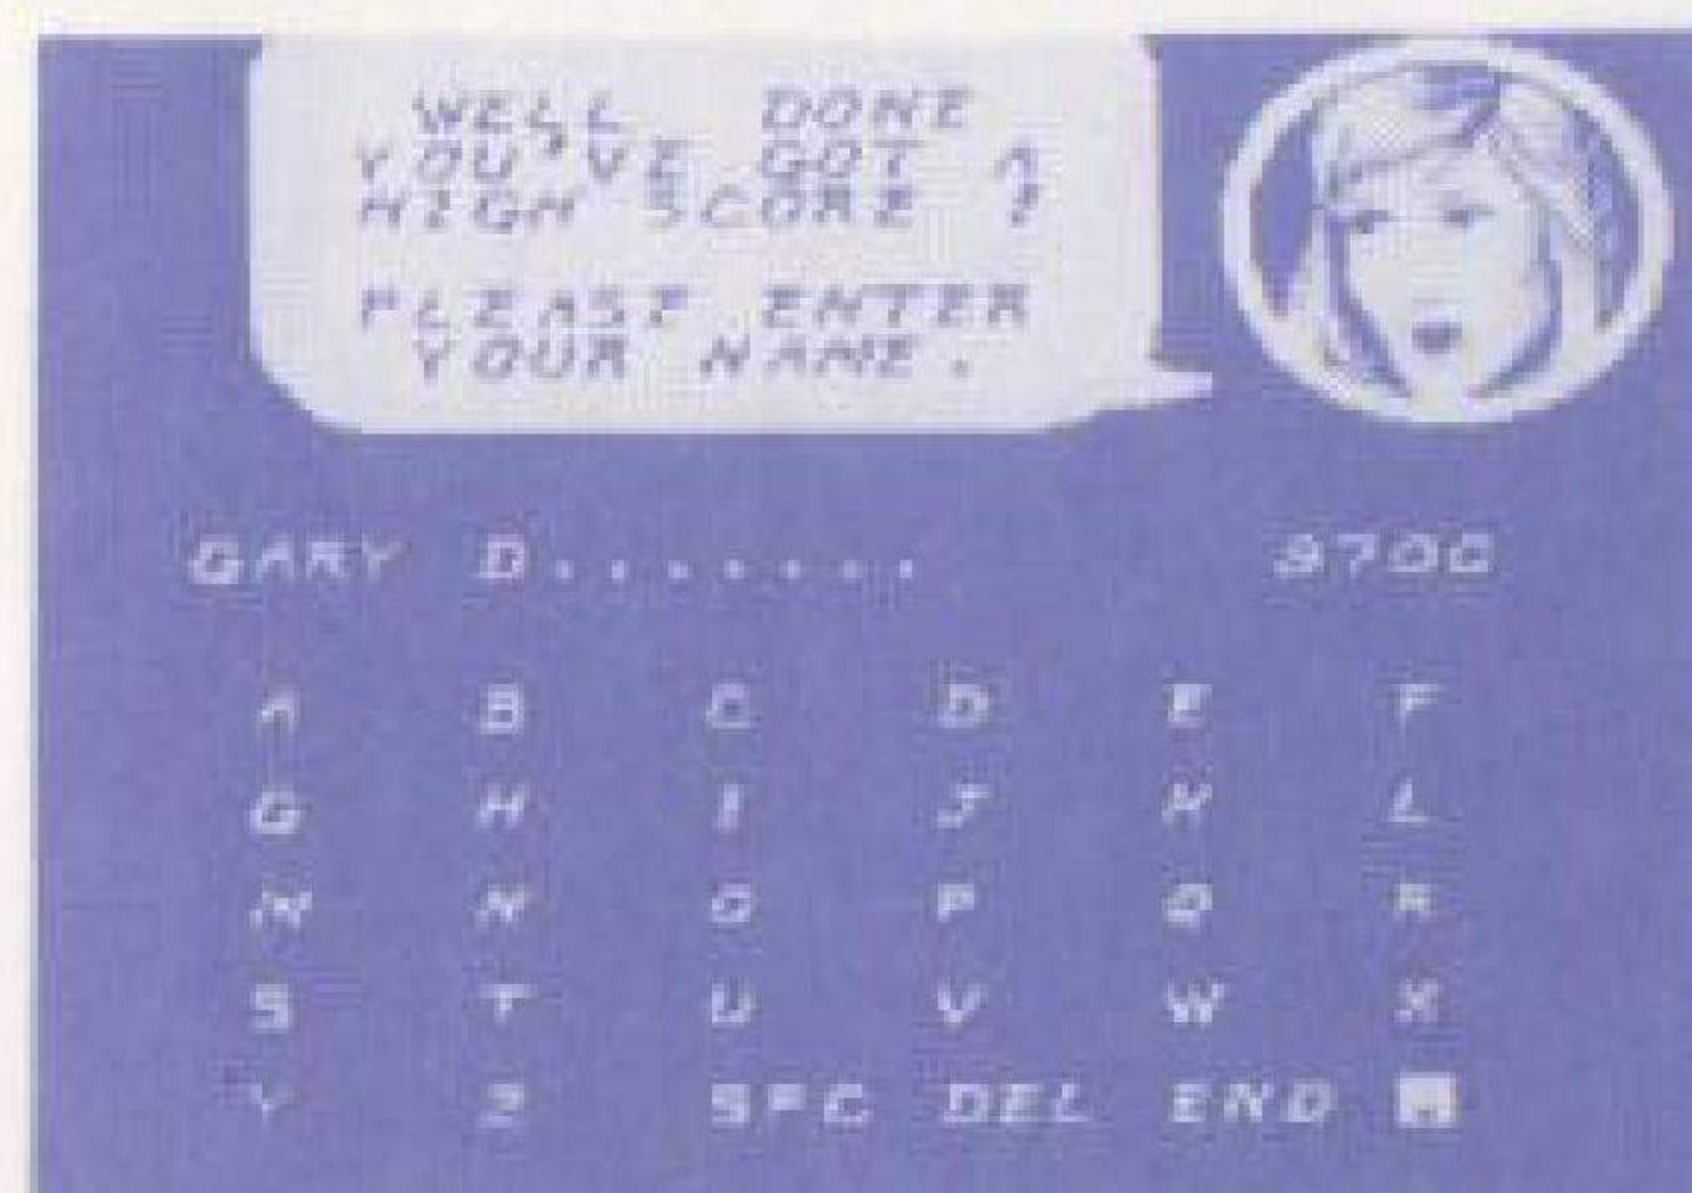 WELL DONE
YOU'VE GOT A
HIGH SCORE !
PLEASE ENTER
YOUR NAME.
GARY D....... 9700
A B C D E F
G H I J K L
M N O P Q R
S T U V W X
Y Z SPC DEL END